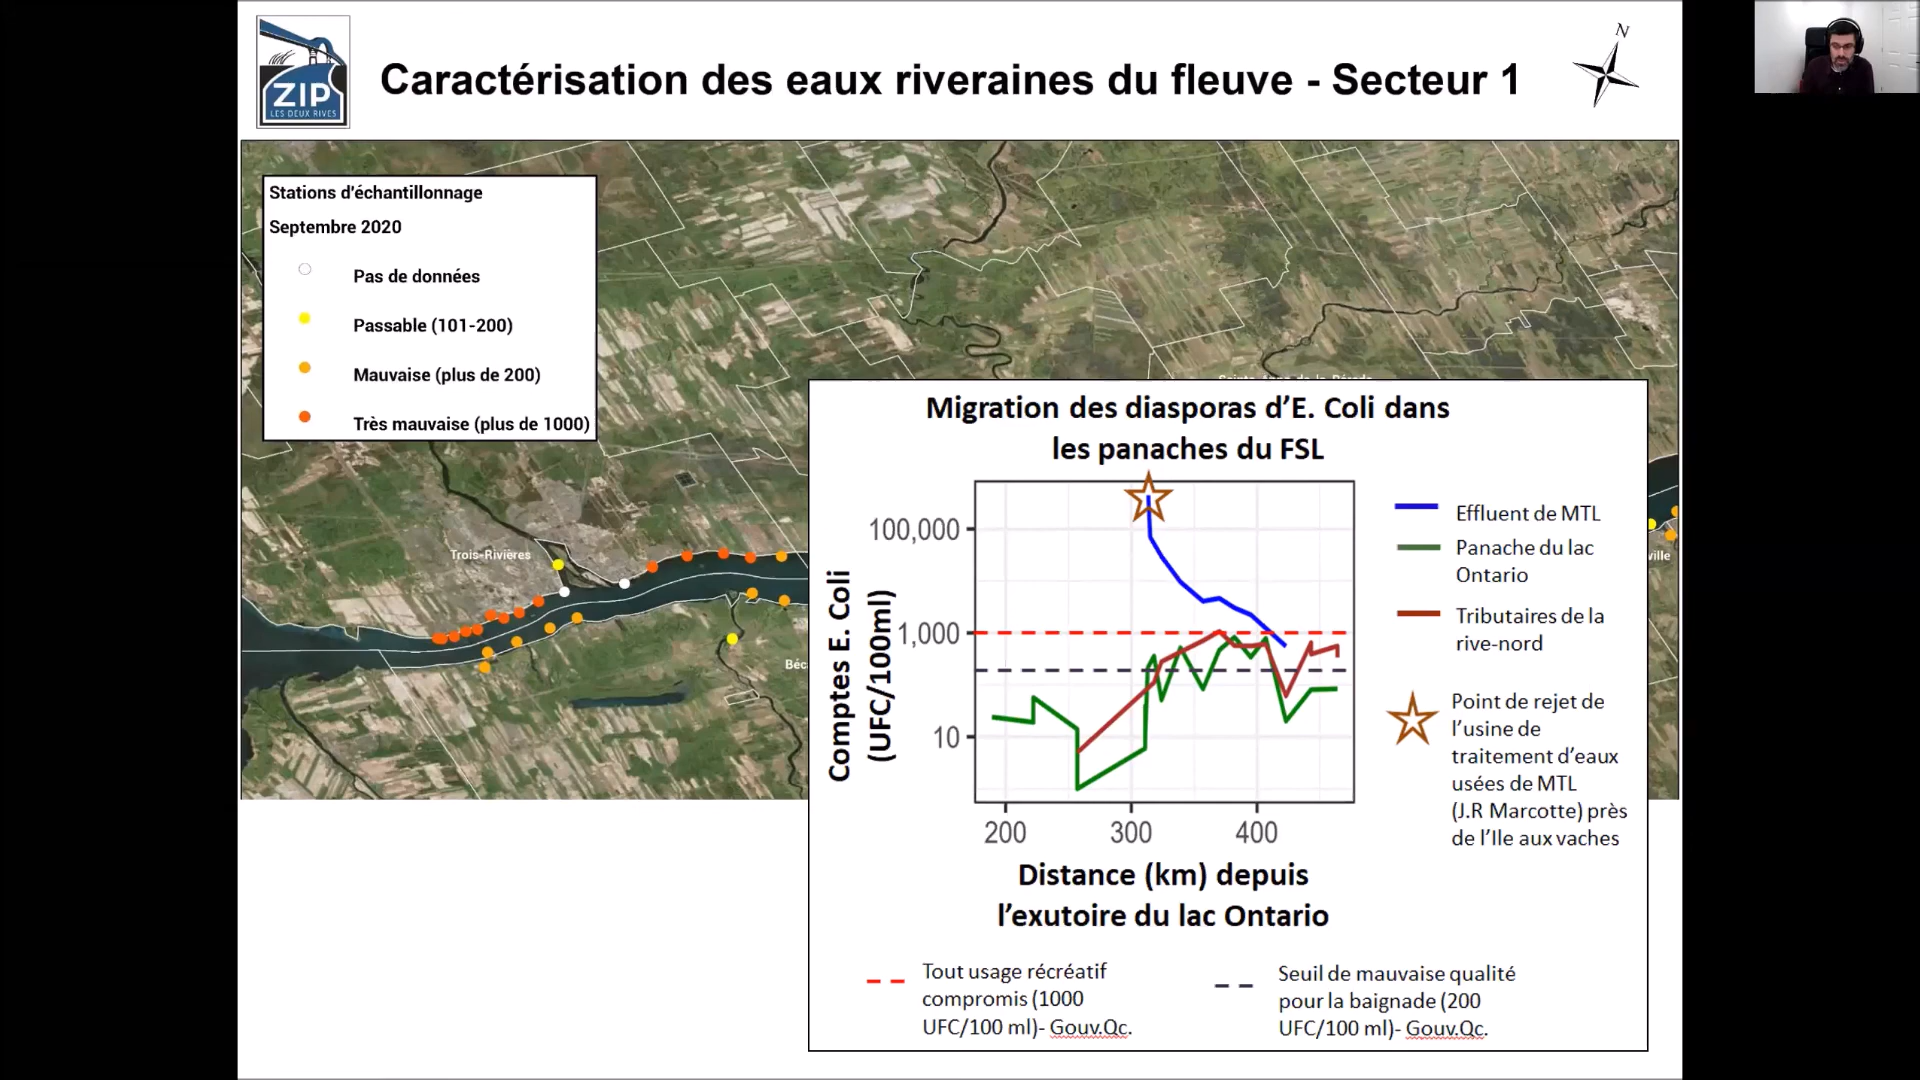 ZIP
LES DEUX RIVES
Caractérisation des eaux riveraines du fleuve - Secteur 1
N
Stations d'échantillonnage
Septembre 2020
Pas de données
Passable (101-200)
Mauvaise (plus de 200)
Très mauvaise (plus de 1000)
Trois-Rivières
Béc
ville
Migration des diasporas d'E. Coli dans
les panaches du FSL
Comptes E. Coli
(UFC/100ml)
100,000
1,000
10
200
300
400
Distance (km) depuis
l'exutoire du lac Ontario
Effluent de MTL
Panache du lac
Ontario
Tributaires de la
rive-nord
Point de rejet de
l'usine de
traitement d'eaux
usées de MTL
(J.R Marcotte) près
de l'Ile aux vaches
Tout usage récréatif
compromis (1000
UFC/100 ml)- Gouv.Qc.
Seuil de mauvaise qualité
pour la baignade (200
UFC/100 ml)- Gouv.Qc.